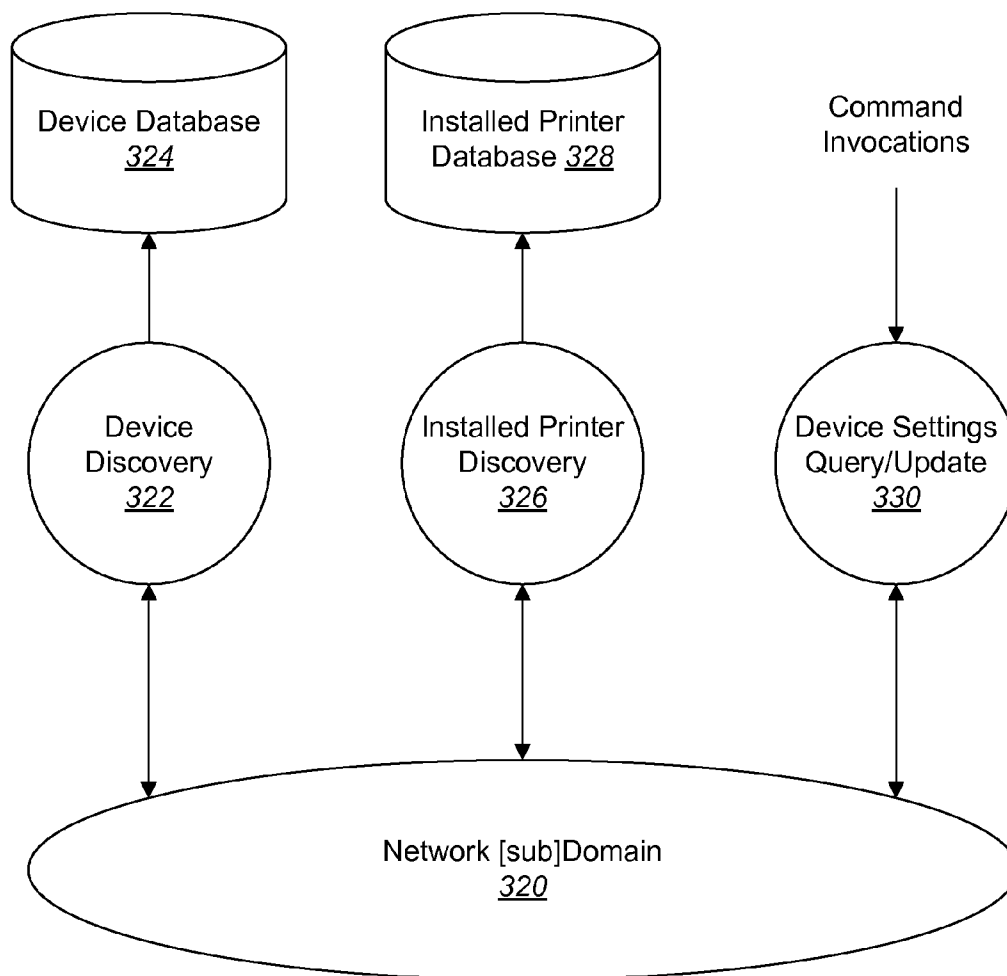 Device Database
324
Installed Printer
Database 328
Command
Invocations
Device
Discovery
322
Installed Printer
Discovery
326
Device Settings
Query/Update
330
Network [sub]Domain
320